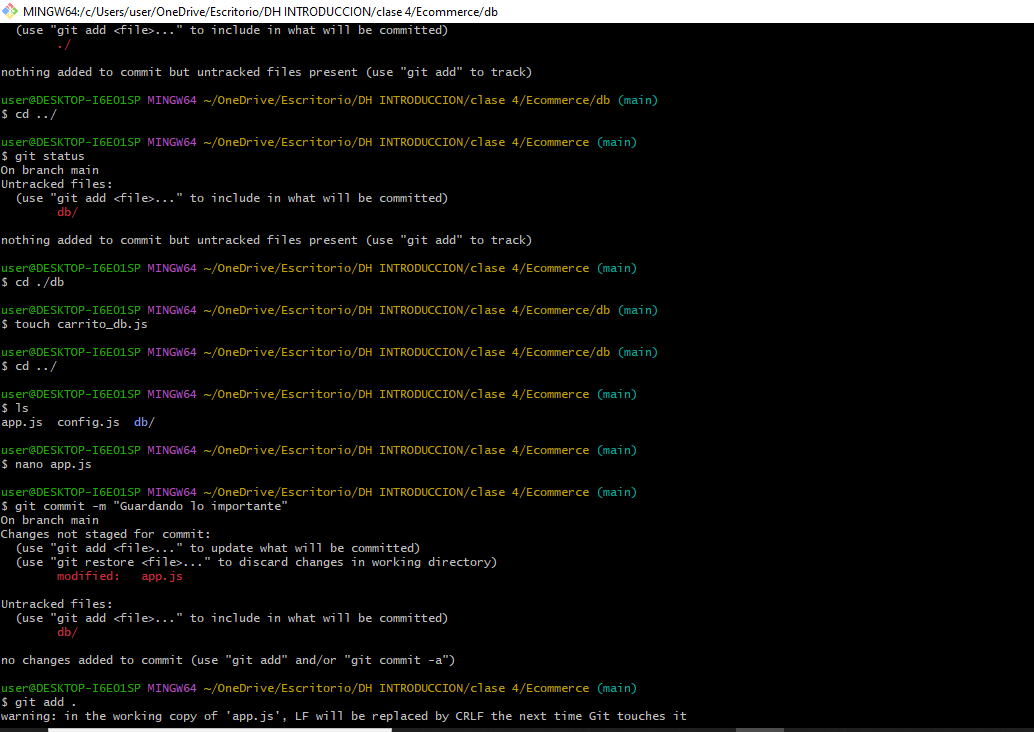 MINGW64:/c/Users/user/OneDrive/Escritorio/DH INTRODUCCION/clase 4/Ecommerce/db
(use "git add <file>..." to include in what will be committed)
./
nothing added to commit but untracked files present (use "git add" to track)
user@DESKTOP-I6EO1SP MINGW64 ~/OneDrive/Escritorio/DH INTRODUCCION/clase 4/Ecommerce/db (main)
$ cd ../
user@DESKTOP-I6EO1SP MINGW64 ~/OneDrive/Escritorio/DH INTRODUCCION/clase 4/Ecommerce (main)
$ git status
On branch main
Untracked files:
(use "git add <file>..." to include in what will be committed)
db/
nothing added to commit but untracked files present (use "git add" to track)
user@DESKTOP-I6EO1SP MINGW64 ~/OneDrive/Escritorio/DH INTRODUCCION/clase 4/Ecommerce (main)
$ cd ./db
user@DESKTOP-I6EO1SP MINGW64 ~/OneDrive/Escritorio/DH INTRODUCCION/clase 4/Ecommerce/db (main)
$ touch carrito_db.js
user@DESKTOP-I6EO1SP MINGW64 ~/OneDrive/Escritorio/DH INTRODUCCION/clase 4/Ecommerce/db (main)
$ cd ../
user@DESKTOP-I6EO1SP MINGW64 ~/OneDrive/Escritorio/DH INTRODUCCION/clase 4/Ecommerce (main)
$ ls
app.js  config.js  db/
user@DESKTOP-I6EO1SP MINGW64 ~/OneDrive/Escritorio/DH INTRODUCCION/clase 4/Ecommerce (main)
$ nano app.js
user@DESKTOP-I6EO1SP MINGW64 ~/OneDrive/Escritorio/DH INTRODUCCION/clase 4/Ecommerce (main)
$ git commit -m "Guardando lo importante"
On branch main
Changes not staged for commit:
(use "git add <file>..." to update what will be committed)
(use "git restore <file>..." to discard changes in working directory)
modified:   app.js
Untracked files:
(use "git add <file>..." to include in what will be committed)
db/
no changes added to commit (use "git add" and/or "git commit -a")
user@DESKTOP-I6EO1SP MINGW64 ~/OneDrive/Escritorio/DH INTRODUCCION/clase 4/Ecommerce (main)
$ git add .
warning: in the working copy of 'app.js', LF will be replaced by CRLF the next time Git touches it